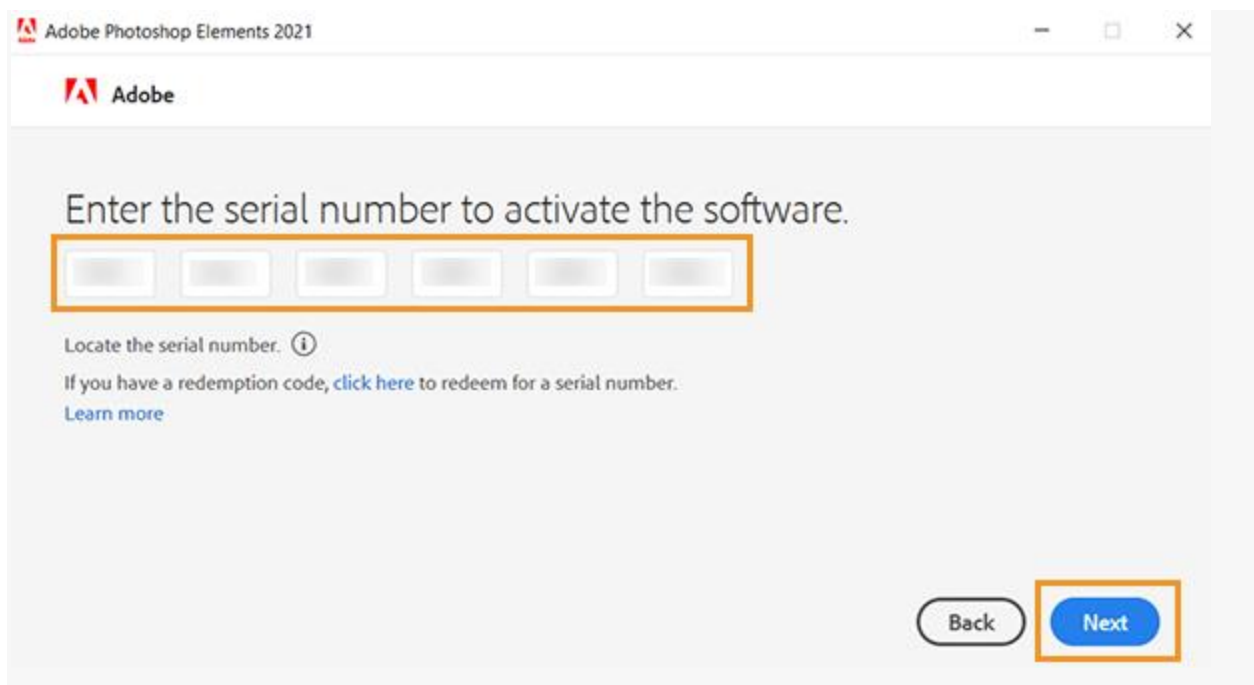 Adobe Photoshop Elements 2021
Adobe
Enter the serial number to activate the software.
Locate the serial number.
If you have a redemption code, click here to redeem for a serial number.
Learn more
Back
Next